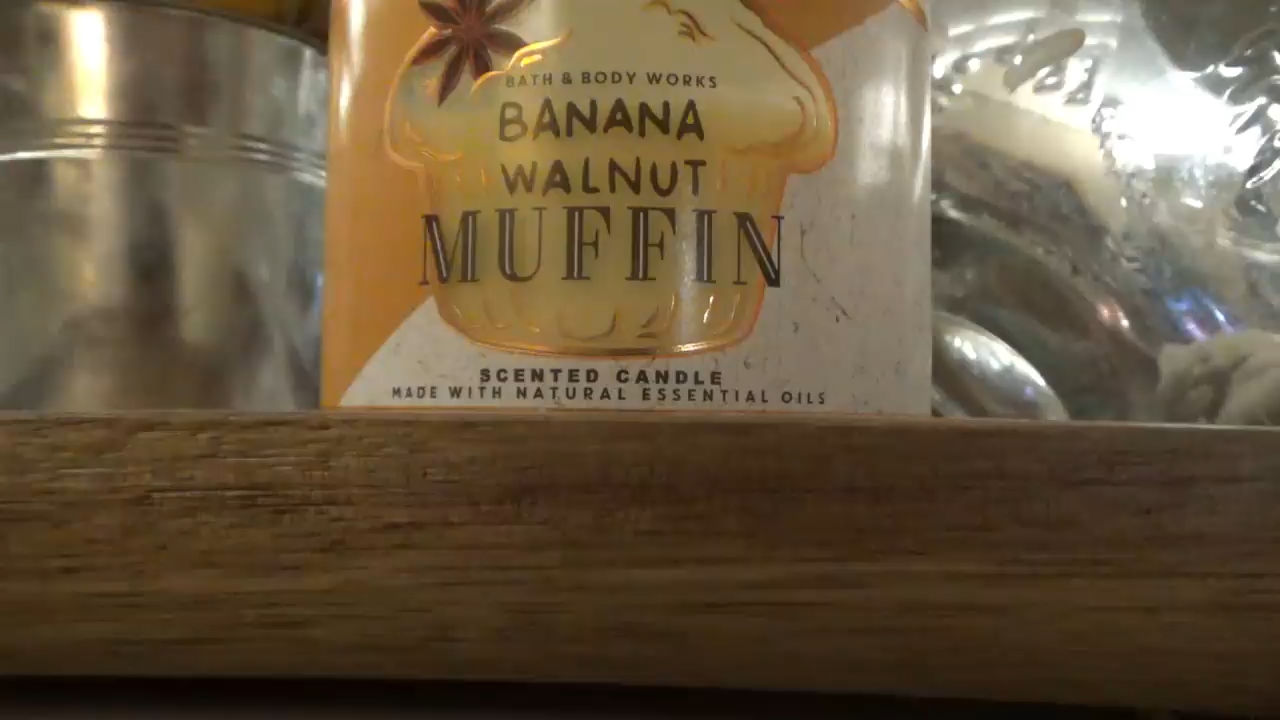 BATH & BODY WORKS
BANANA
WALNUT
MUFFIN
SCENTED CANDLE
MADE WITH NATURAL ESSENTIAL OILS